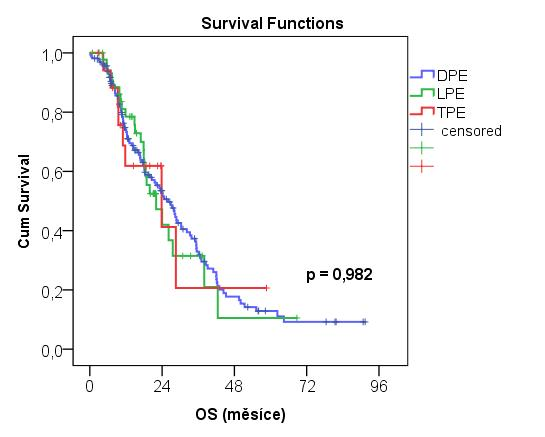 Survival Functions
1,0
0,8
0,6
0,4
0,2
0,0
Cum Survival
0
24
48
72
96
OS (měsíce)
DPE
LPE
TPE
censored
p = 0,982